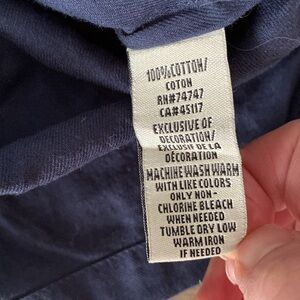 100% COTTON/
COTON
RN#74747
CA#45117
EXCLUSIVE OF
DECORATION/
EXCLUSIF DE LA
DÉCORATION
MACHINE WASH WARM
WITH LIKE COLORS
ONLY NON-
CHLORINE BLEACH
WHEN NEEDED
TUMBLE DRY LOW
WARM IRON
IF NEEDED